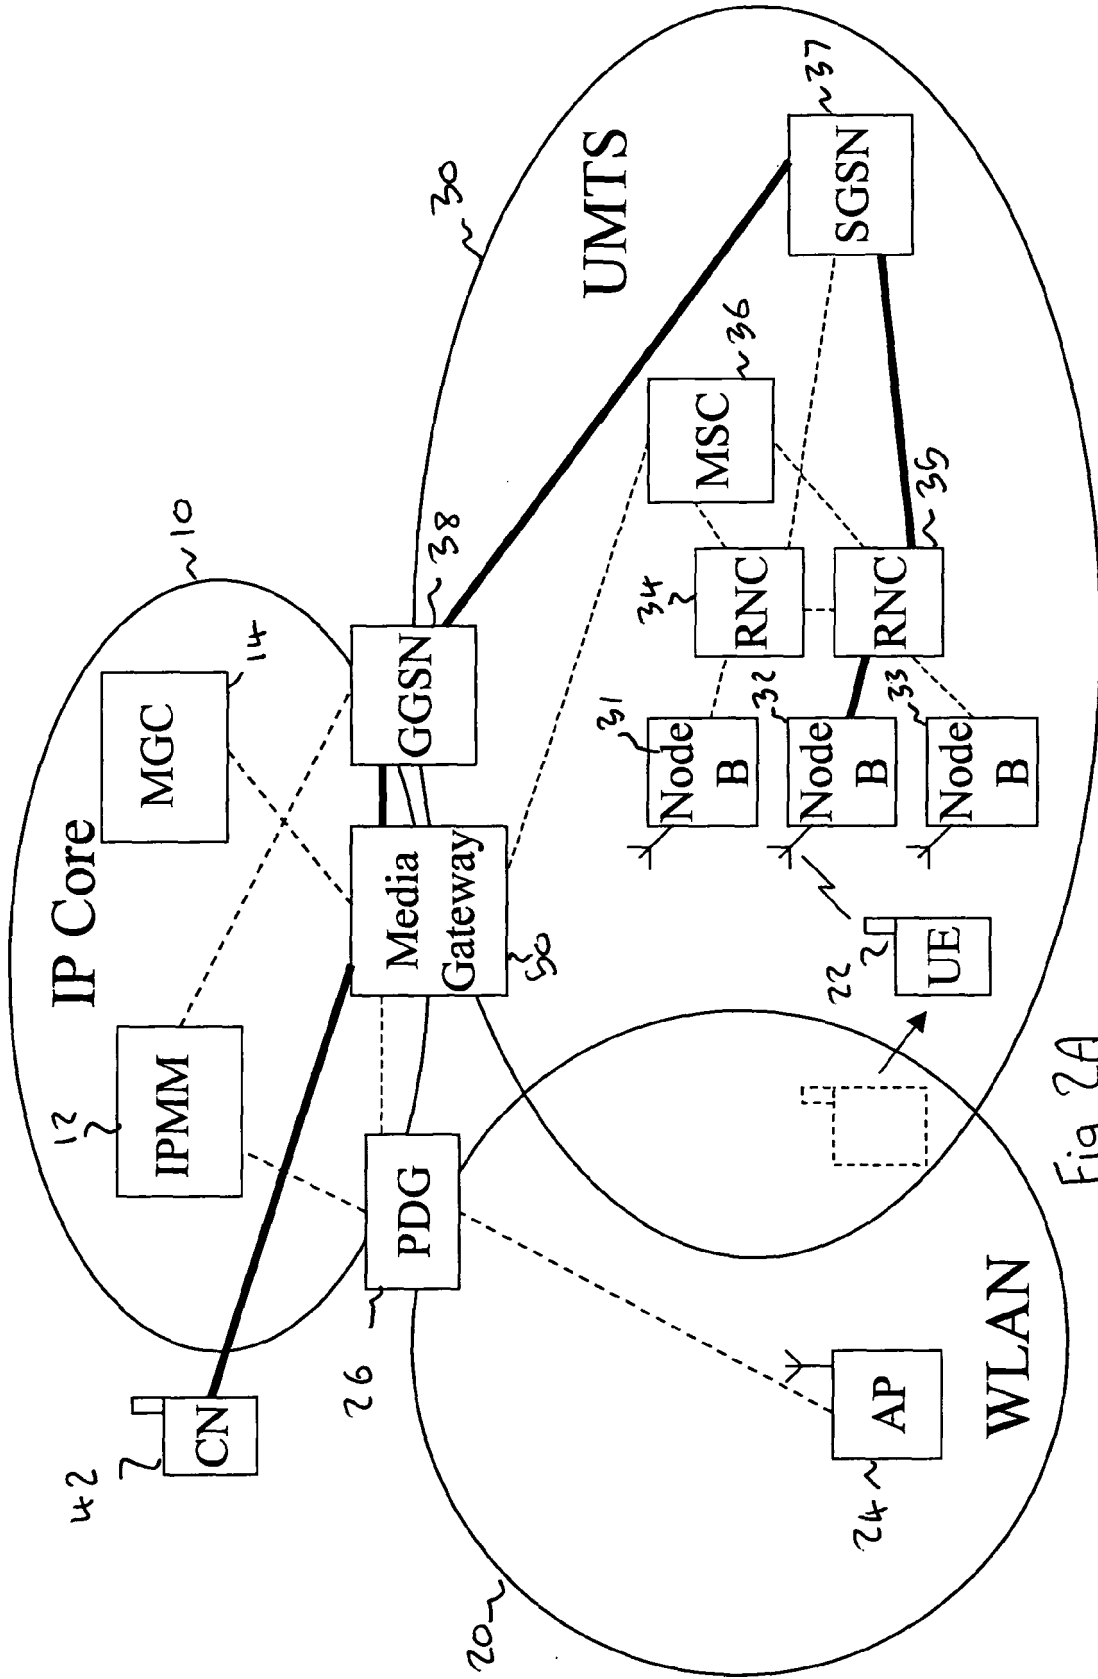 IP Core
10
12
IPMM
MGC
14
42
CN
26
PDG
Media
Gateway
50
GGSN
38
30
20
UMTS
31
Node
B
34
RNC
MSC
36
32
Node
B
SGSN
37
22
UE
33
Node
B
RNC
35
24
AP
WLAN
Fig 2A